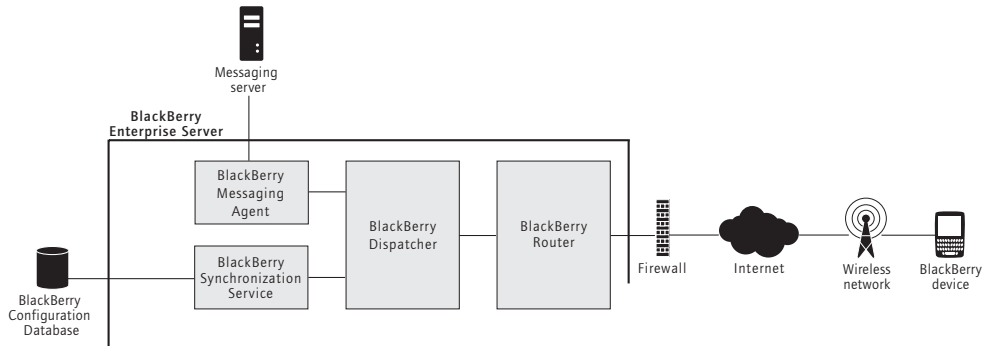 Messaging
server
BlackBerry
Enterprise Server
BlackBerry
Messaging
Agent
BlackBerry
Dispatcher
BlackBerry
Router
BlackBerry
Synchronization
Service
BlackBerry
Configuration
Database
Firewall
Internet
Wireless
network
BlackBerry
device